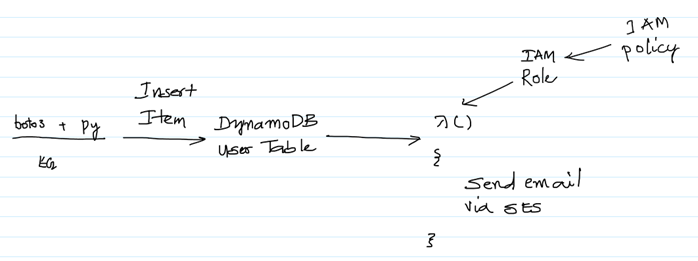 IAM
policy
IAM
Role
Insert
Item
boto3 + py
EC2
DynamoDB
User Table
λ()
{
Send email
via SES
}